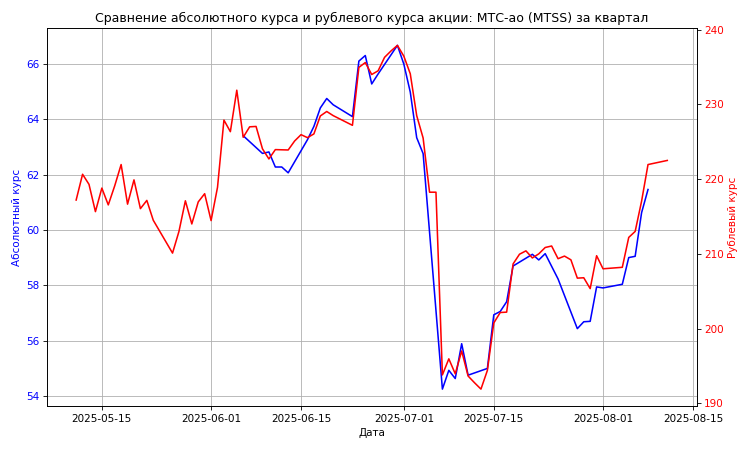 Сравнение абсолютного курса и рублевого курса акции: МТС-ао (MTSS) за квартал
240
66
230
64
220
62
210
60
58
200
56
54
190
Абсолютный курс
Рублевый курс
2025-05-15 2025-06-01 2025-06-15 2025-07-01 2025-07-15 2025-08-01 2025-08-15
Дата